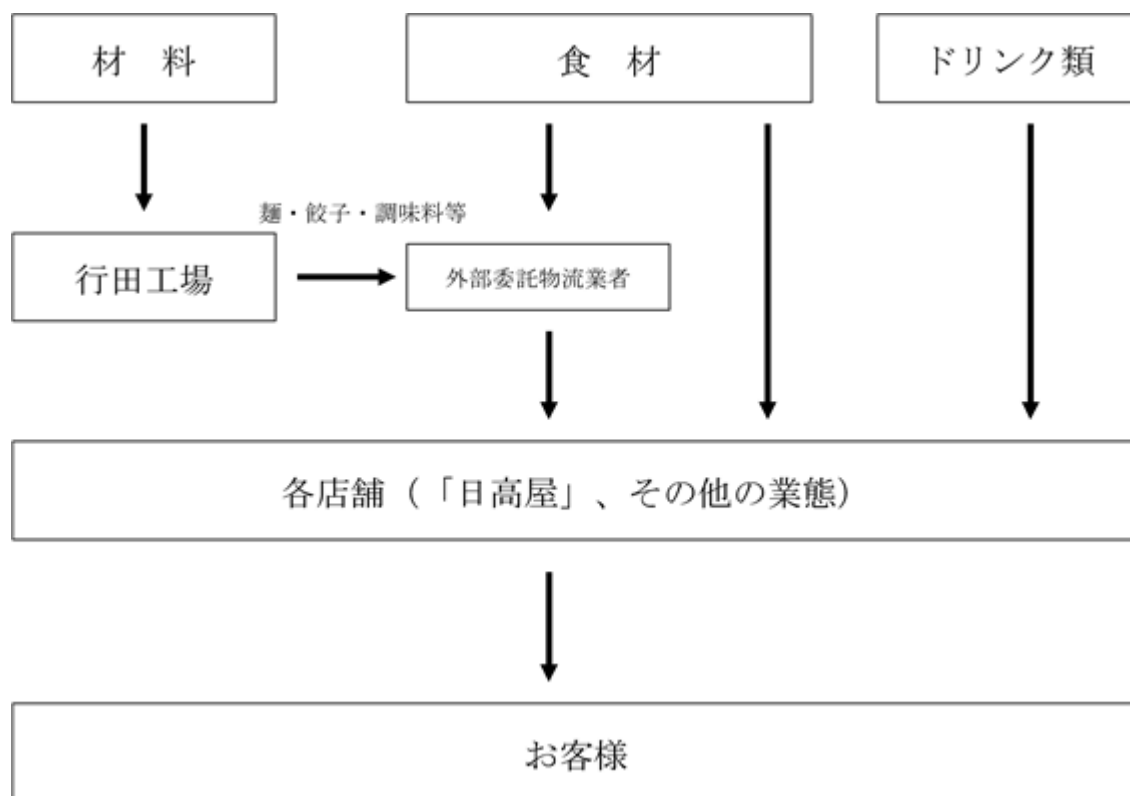 材　料
食　材
ドリンク類
麺・餃子・調味料等
行田工場
外部委託物流業者
各店舗（「日高屋」、その他の業態）
お客様